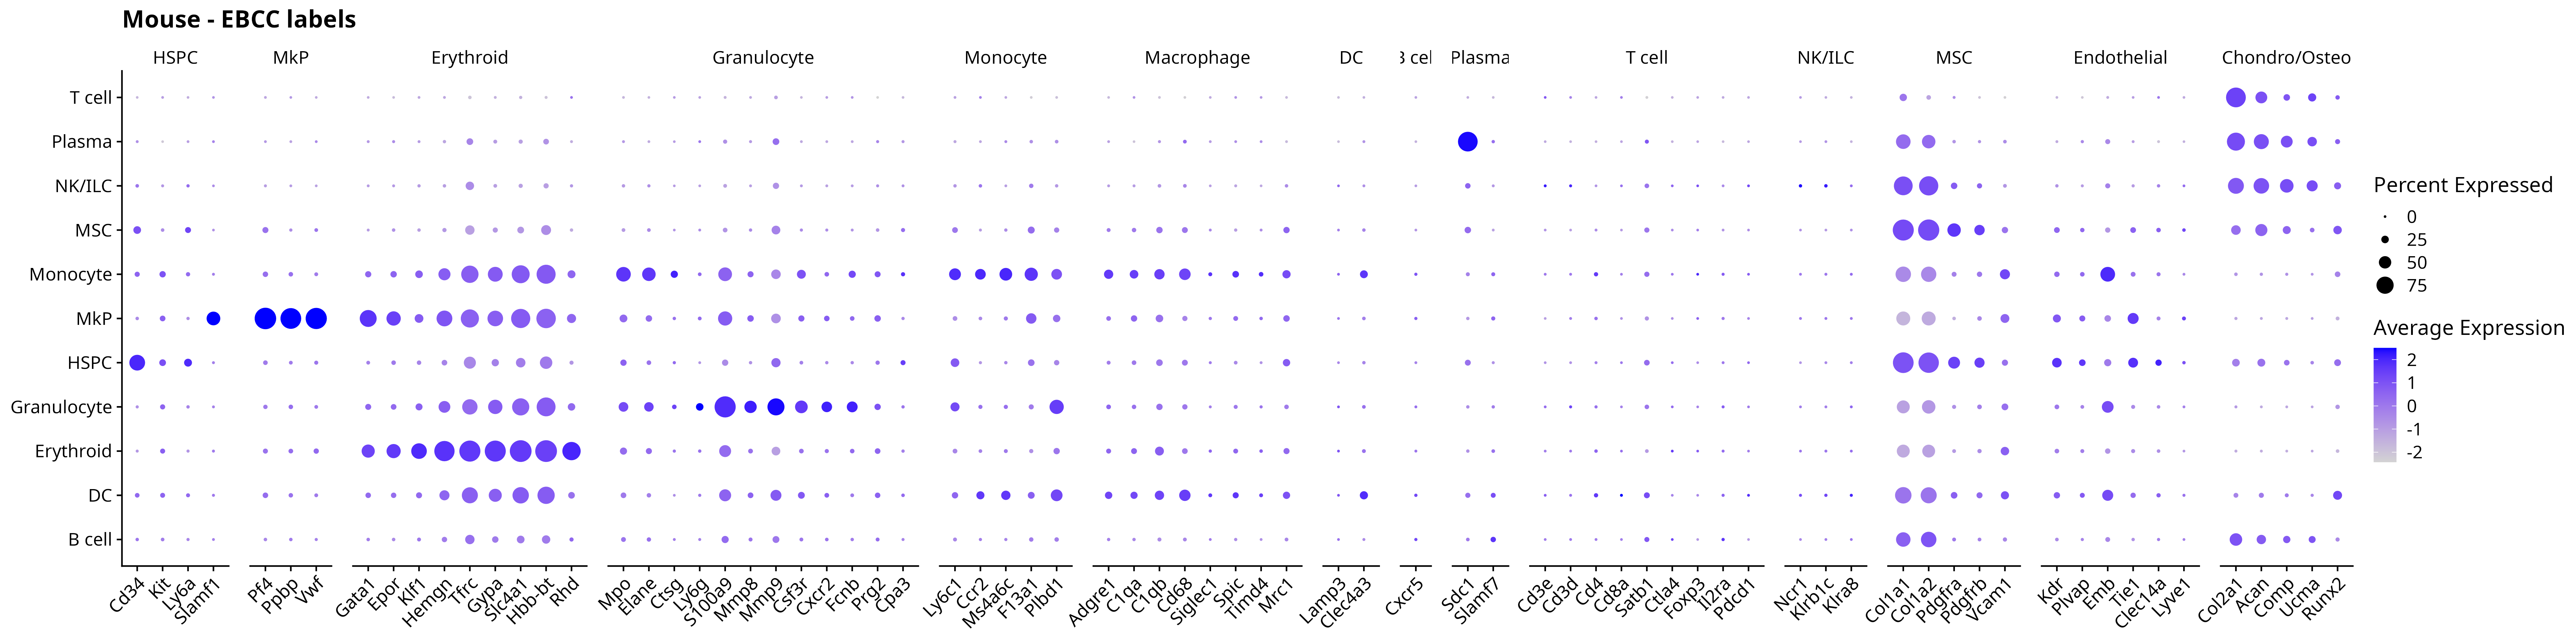 Mouse - EBCC labels
HSPC MkP Erythroid Granulocyte Monocyte Macrophage DC B cel Plasma T cell NK/ILC MSC Endothelial Chondro/Osteo
T cell
Plasma
NK/ILC
MSC
Monocyte
MkP
HSPC
Granulocyte
Erythroid
DC
B cell
Cd34 Kit Ly6a Slamf1 Pf4 Ppbp Vwf Gata1 Epor Klf1 Hemgn Tfrc Gypa Slc4a1 Hbb-bt Rhd Mpo Elane Ctsg Ly6g S100a9 Mmp8 Mmp9 Csf3r Cxcr2 Fcnb Prg2 Cpa3 Ly6c1 Ccr2 Ms4a6c F13a1 Plbd1 Adgre1 C1qa C1qb Cd68 Siglec1 Spic Timd4 Mrc1 Lamp3 Clec4a3 Cxcr5 Sdc1 Slamf7 Cd3e Cd3d Cd4 Cd8a Satb1 Ctla4 Foxp3 Il2ra Pdcd1 Ncr1 Klrb1c Klra8 Col1a1 Col1a2 Pdgfra Pdgfrb Vcam1 Kdr Plvap Emb Tie1 Clec14a Lyve1 Col2a1 Acan Comp Ucma Runx2
Percent Expressed
0
25
50
75
Average Expression
2
1
0
-1
-2